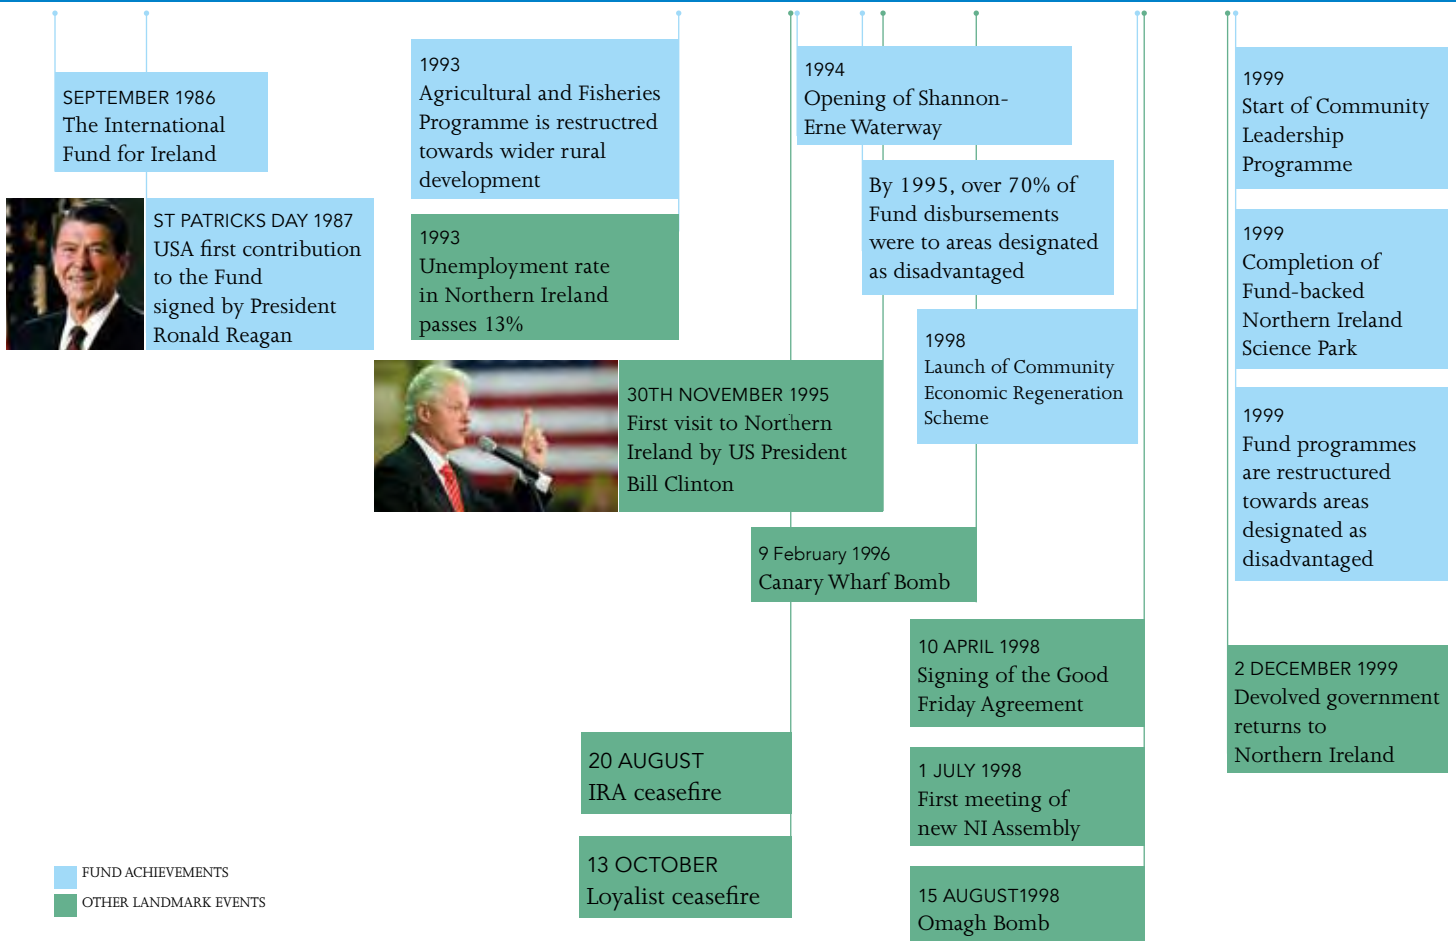 SEPTEMBER 1986
The International
Fund for Ireland
ST PATRICKS DAY 1987
USA first contribution
to the Fund
signed by President
Ronald Reagan
1993
Agricultural and Fisheries
Programme is restructred
towards wider rural
development
1993
Unemployment rate
in Northern Ireland
passes 13%
1994
Opening of Shannon-
Erne Waterway
By 1995, over 70% of
Fund disbursements
were to areas designated
as disadvantaged
30TH NOVEMBER 1995
First visit to Northern
Ireland by US President
Bill Clinton
9 February 1996
Canary Wharf Bomb
1998
Launch of Community
Economic Regeneration
Scheme
20 AUGUST
IRA ceasefire
13 OCTOBER
Loyalist ceasefire
10 APRIL 1998
Signing of the Good
Friday Agreement
1 JULY 1998
First meeting of
new NI Assembly
15 AUGUST1998
Omagh Bomb
1999
Start of Community
Leadership
Programme
1999
Completion of
Fund-backed
Northern Ireland
Science Park
1999
Fund programmes
are restructured
towards areas
designated as
disadvantaged
2 DECEMBER 1999
Devolved government
returns to
Northern Ireland
FUND ACHIEVEMENTS
OTHER LANDMARK EVENTS